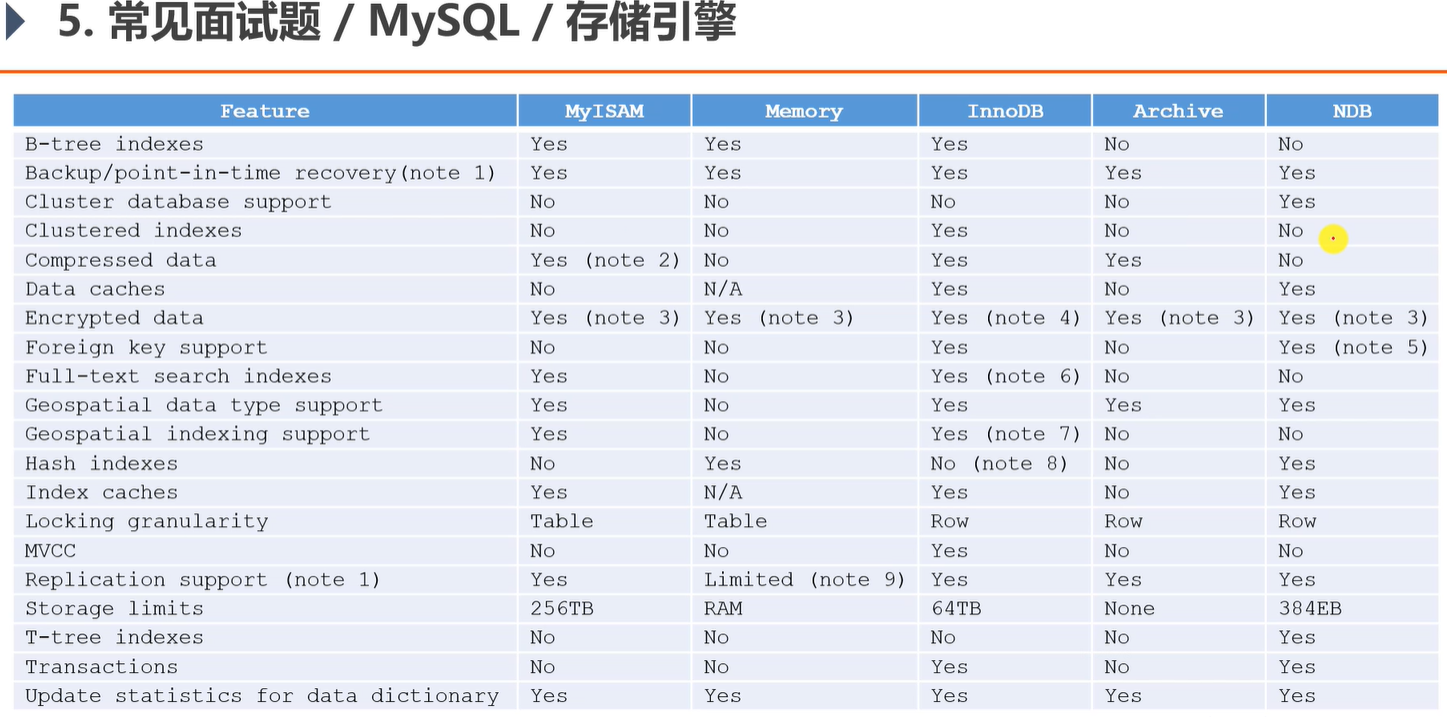 5. 常见面试题 / MySQL / 存储引擎
Feature MyISAM Memory InnoDB Archive NDB
B-tree indexes Yes Yes Yes No No
Backup/point-in-time recovery(note 1) Yes Yes Yes Yes Yes
Cluster database support No No No No Yes
Clustered indexes No No Yes No No
Compressed data Yes (note 2) No Yes Yes No
Data caches No N/A Yes No Yes
Encrypted data Yes (note 3) Yes (note 3) Yes (note 4) Yes (note 3) Yes (note 3)
Foreign key support No No Yes No Yes (note 5)
Full-text search indexes Yes No Yes (note 6) No No
Geospatial data type support Yes No Yes Yes Yes
Geospatial indexing support Yes No Yes (note 7) No No
Hash indexes No Yes No (note 8) No Yes
Index caches Yes N/A Yes No Yes
Locking granularity Table Table Row Row Row
MVCC No No Yes No No
Replication support (note 1) Yes Limited (note 9) Yes Yes Yes
Storage limits 256TB RAM 64TB None 384EB
T-tree indexes No No No No Yes
Transactions No No Yes No Yes
Update statistics for data dictionary Yes Yes Yes Yes Yes